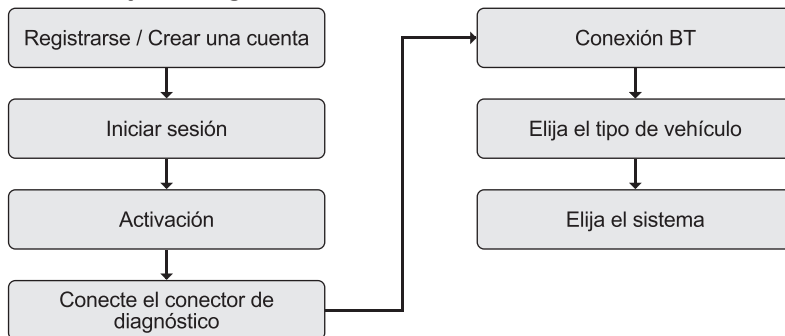 Registrarse / Crear una cuenta
Iniciar sesión
Activación
Conecte el conector de
diagnóstico
Conexión BT
Elija el tipo de vehículo
Elija el sistema